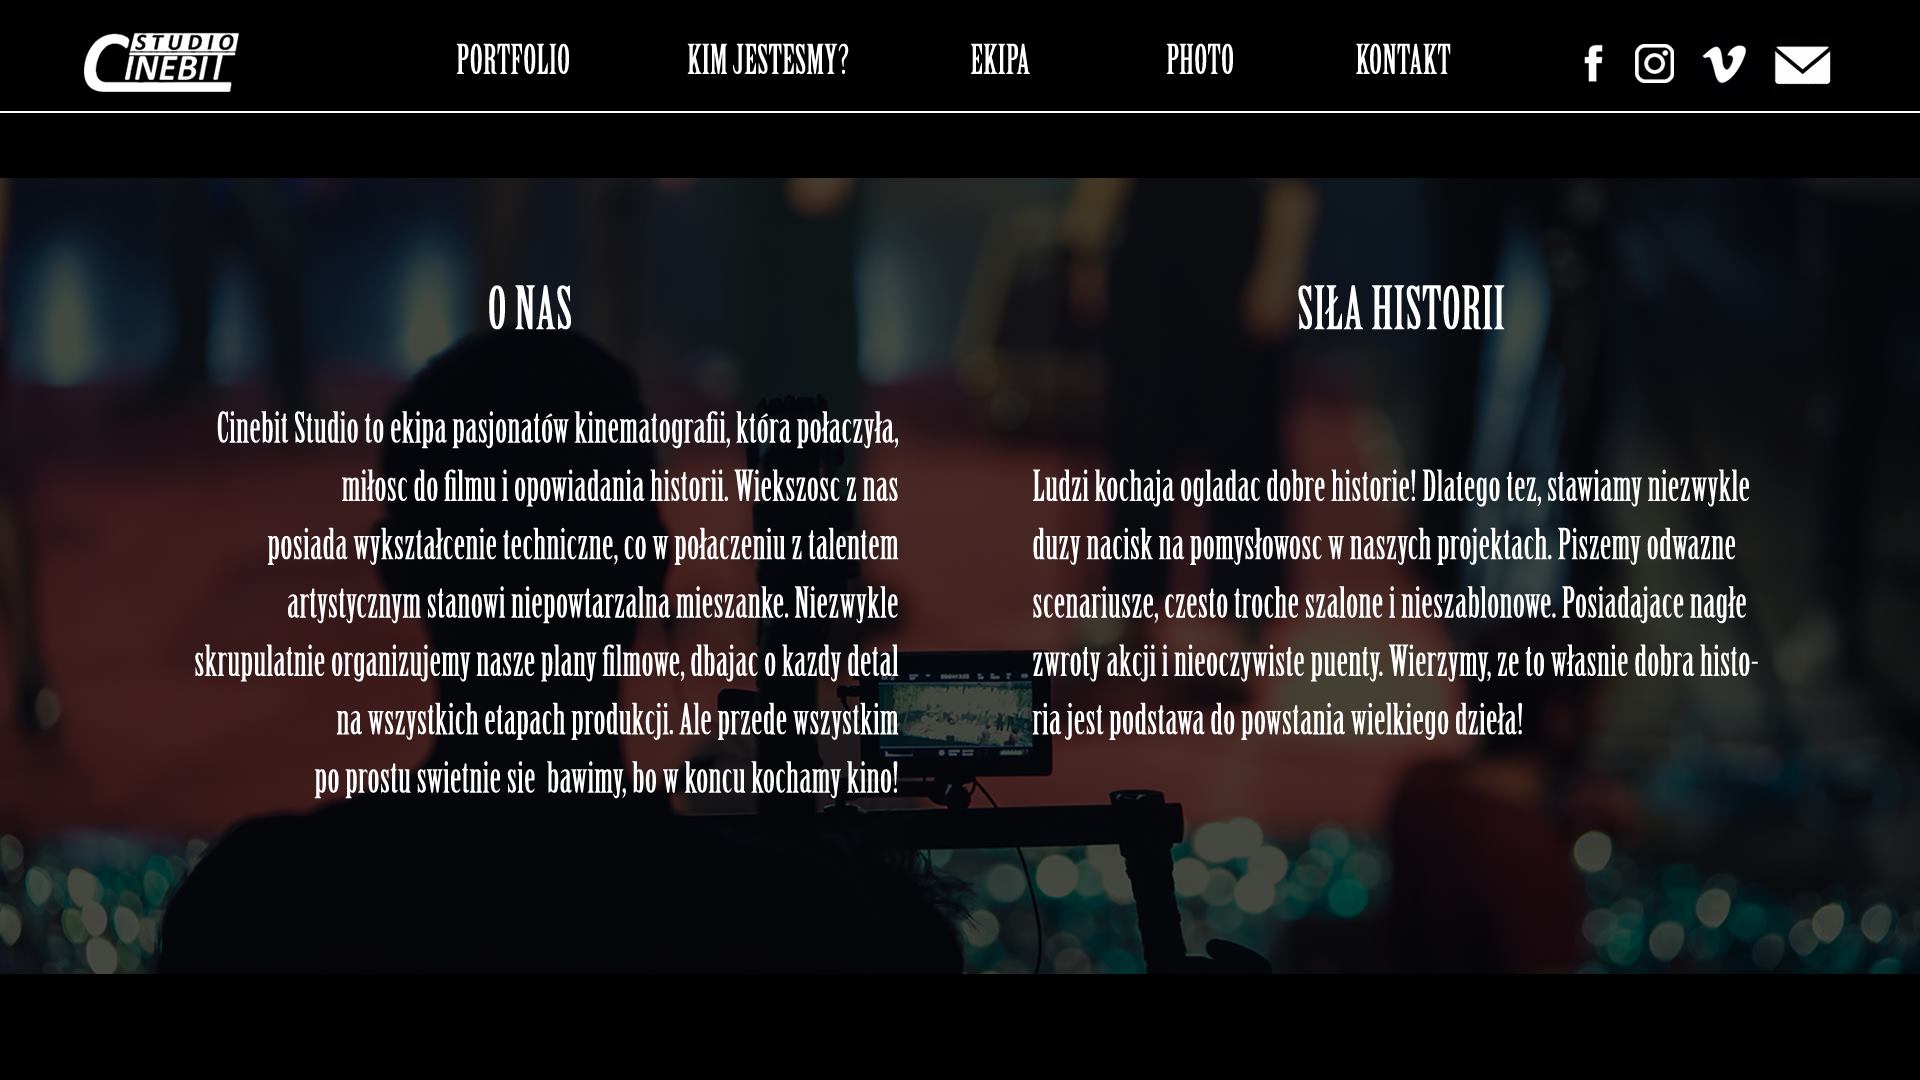 STUDIO
CINEBIT
PORTFOLIO
KIM JESTESMY?
EKIPA
PHOTO
KONTAKT
O NAS
Cinebit Studio to ekipa pasjonatów kinematografii, która połaczyła,
miłosc do filmu i opowiadania historii. Wiekszosc z nas
posiada wykształcenie techniczne, co w połaczeniu z talentem
artystycznym stanowi niepowtarzalna mieszanke. Niezwykle
skrupulatnie organizujemy nasze plany filmowe, dbajac o kazdy detal
na wszystkich etapach produkcji. Ale przede wszystkim
po prostu swietnie sie  bawimy, bo w koncu kochamy kino!
SIŁA HISTORII
Ludzi kochaja ogladac dobre historie! Dlatego tez, stawiamy niezwykle
duzy nacisk na pomysłowosc w naszych projektach. Piszemy odwazne
scenariusze, czesto troche szalone i nieszablonowe. Posiadajace nagłe
zwroty akcji i nieoczywiste puenty. Wierzymy, ze to własnie dobra histo-
ria jest podstawa do powstania wielkiego dzieła!